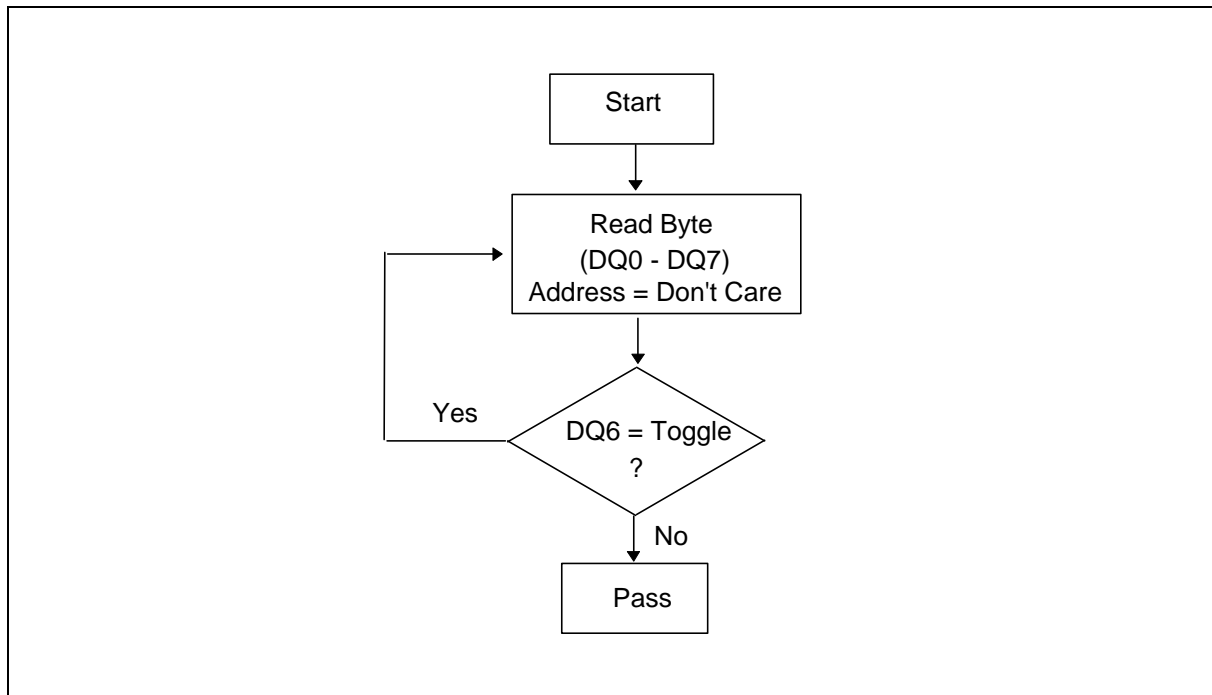 Start
Read Byte
(DQ0 - DQ7)
Address = Don't Care
Yes
DQ6 = Toggle
?
No
Pass